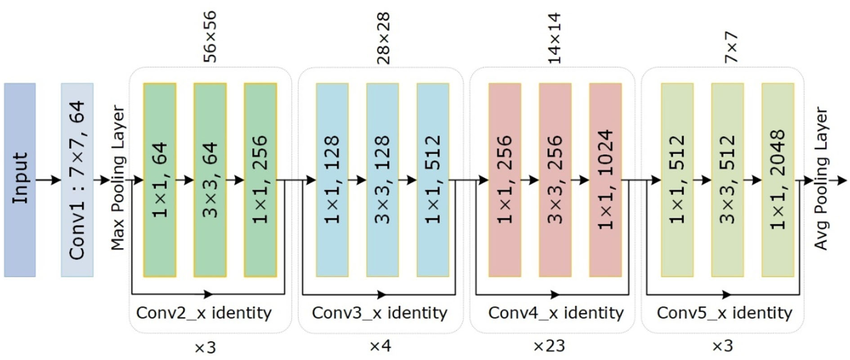 56×56
28×28
14×14
7×7
Input
Conv1 : 7×7, 64
Max Pooling Layer
1×1, 64
3×3, 64
1×1, 256
1×1, 128
3×3, 128
1×1, 512
1×1, 256
3×3, 256
1×1, 1024
1×1, 512
3×3, 512
1×1, 2048
Avg Pooling Layer
Conv2_x identity
Conv3_x identity
Conv4_x identity
Conv5_x identity
×3
×4
×23
×3